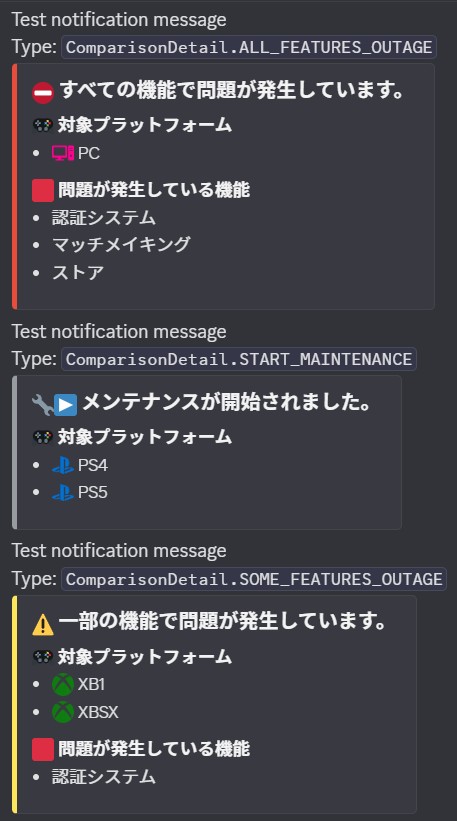 Test notification message
Type: ComparisonDetail.ALL_FEATURES_OUTAGE
すべての機能で問題が発生しています。
対象プラットフォーム
PC
問題が発生している機能
認証システム
マッチメイキング
ストア
Test notification message
Type: ComparisonDetail.START_MAINTENANCE
メンテナンスが開始されました。
対象プラットフォーム
PS4
PS5
Test notification message
Type: ComparisonDetail.SOME_FEATURES_OUTAGE
一部の機能で問題が発生しています。
対象プラットフォーム
XB1
XBSX
問題が発生している機能
認証システム